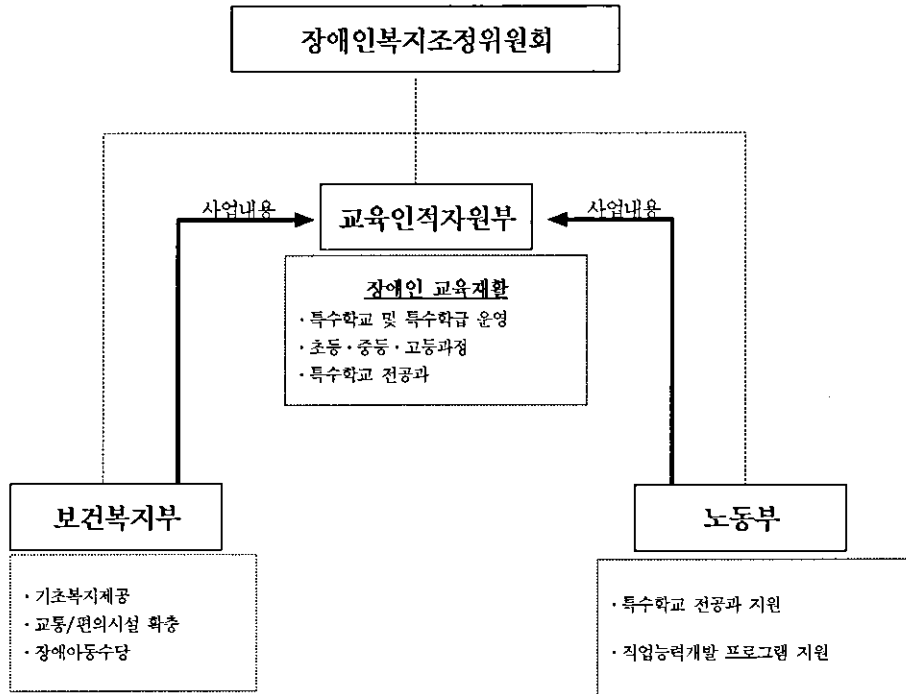 장애인복지조정위원회
사업내용
교육인적자원부
사업내용
장애인 교육재활
· 특수학교 및 특수학급 운영
· 초등 · 중등 · 고등과정
· 특수학교 전공과
보건복지부
· 기초복지제공
· 교통/편의시설 확충
· 장애아동수당
노동부
· 특수학교 전공과 지원
· 직업능력개발 프로그램 지원